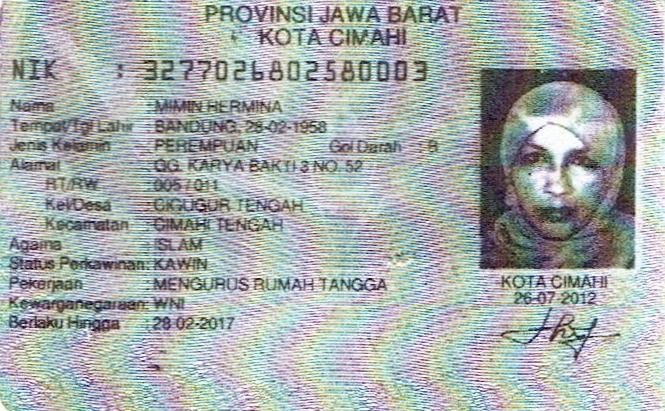 PROVINSI JAWA BARAT
KOTA CIMAHI
NIK : 3277026802580003
Nama : MIMIN HERMINA
Tempat/Tgl Lahir : BANDUNG, 28-02-1958
Jenis Kelamin : PEREMPUAN Gol Darah : B
Alamat : GG. KARYA BAKTI 3 NO. 52
RT/RW : 005 / 011
Kel/Desa : CIGUGUR TENGAH
Kecamatan : CIMAHI TENGAH
Agama : ISLAM
Status Perkawinan: KAWIN
Pekerjaan : MENGURUS RUMAH TANGGA
Kewarganegaraan: WNI
Berlaku Hingga : 28-02-2017
KOTA CIMAHI
26-07-2012